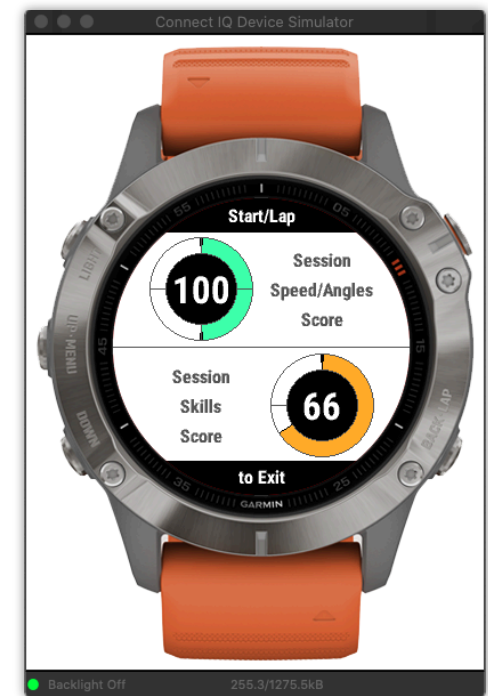 Connect IQ Device Simulator
55
05
Start/Lap
LIGHT
100
Session
Speed/Angles
Score
UP·MENU
45
15
Session
Skills
Score
66
DOWN
BACK·LAP
to Exit
35
25
GARMIN
Backlight Off
255.3/1275.5kB